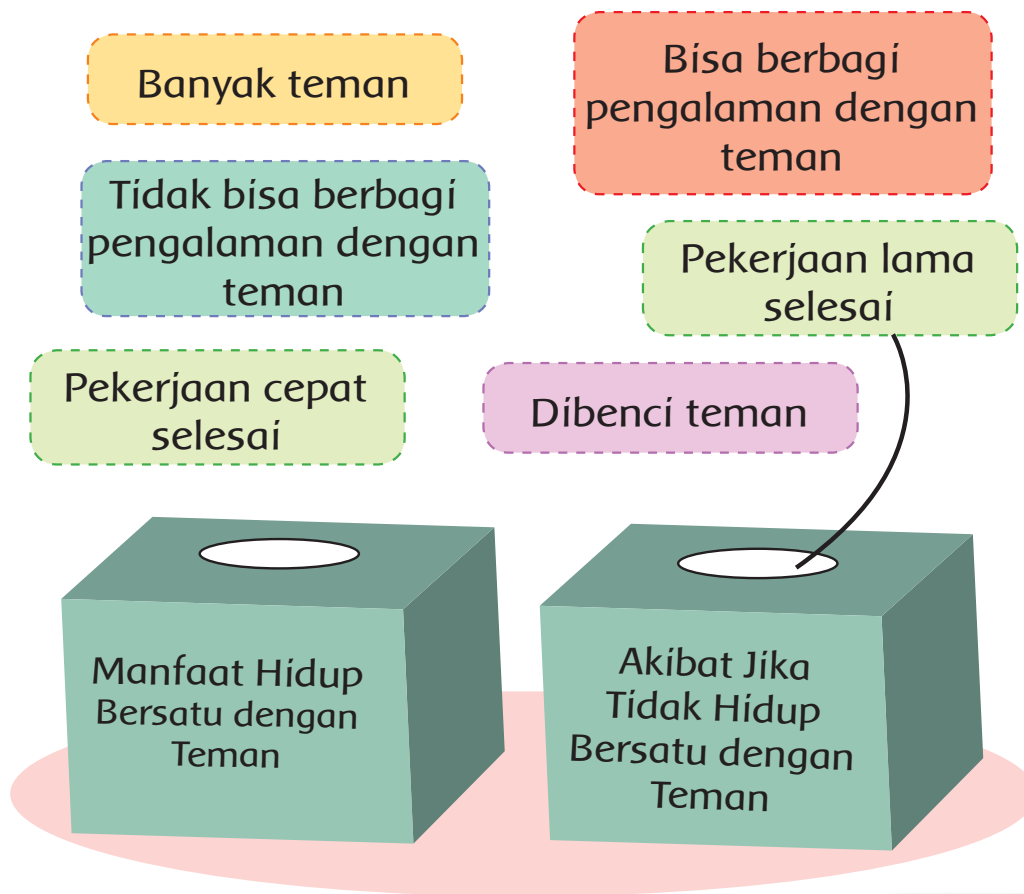 Banyak teman
Bisa berbagi
pengalaman dengan
teman
Tidak bisa berbagi
pengalaman dengan
teman
Pekerjaan lama
selesai
Pekerjaan cepat
selesai
Dibenci teman
Manfaat Hidup
Bersatu dengan
Teman
Akibat Jika
Tidak Hidup
Bersatu dengan
Teman